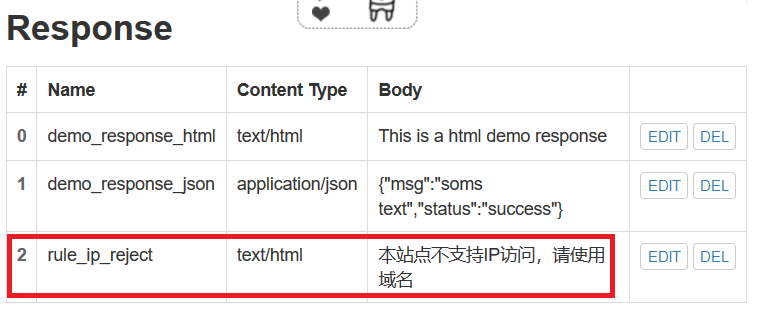 Response
# Name Content Type Body
0 demo_response_html text/html This is a html demo response EDIT DEL
1 demo_response_json application/json {"msg":"soms
text","status":"success"} EDIT DEL
2 rule_ip_reject text/html 本站点不支持IP访问，请使用
域名 EDIT DEL